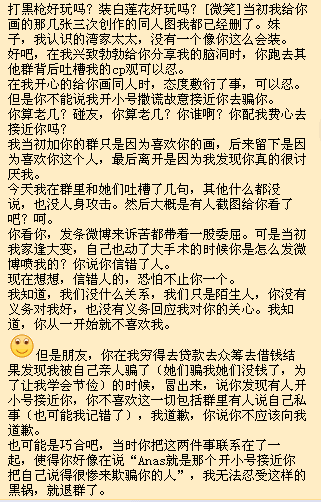 打黑枪好玩吗？装白莲花好玩吗？[微笑]当初我给你
画的那几张三次创作的同人图我都已经删了。妹
子，我认识的湾家太太，没有一个像你这么会装。
好吧，在我兴致勃勃给你分享我的脑洞时，你跑去其
他群背后吐槽我的cp观可以忍。
在我开心的给你画同人时，态度敷衍了事，可以忍。
但是你不能说我开小号撒谎故意接近你去骗你。
你算老几？碰友，你算老几？你谁啊？你配我费心去
接近你吗？
我当初加你的群只是因为喜欢你的画，后来留下是因
为喜欢你这个人，最后离开是因为我发现你真的很讨
厌我。
今天我在群里和她们吐槽了几句，其他什么都没
说，也没人身攻击。然后大概是有人截图给你看了
吧？呵。
你看你，发条微博来诉苦都带着一股委屈。可是当初
我家逢大变，自己也动了大手术的时候你是怎么发微
博喷我的？你说你信错了人。
现在想想，信错人的，恐怕不止你一个。
我知道，我们没什么关系，我们只是陌生人，你没有
义务对我好，也没有义务回应我对你的关心。我知
道，你从一开始就不喜欢我。
但是朋友，你在我穷得去贷款去众筹去借钱结
果发现我被自己亲人骗了（她们骗我她们没钱了，为
了让我学会节俭）的时候，冒出来，说你发现有人开
小号接近你，你不喜欢这一切包括群里有人说自己私
事（也可能我记错了），我道歉，你说你不应该向我
道歉。
也可能是巧合吧，当时你把这两件事联系在了一
起，使得你好像在说“Anas就是那个开小号接近你
把自己说得很惨来欺骗你的人”，我无法忍受这样的
黑锅，就退群了。